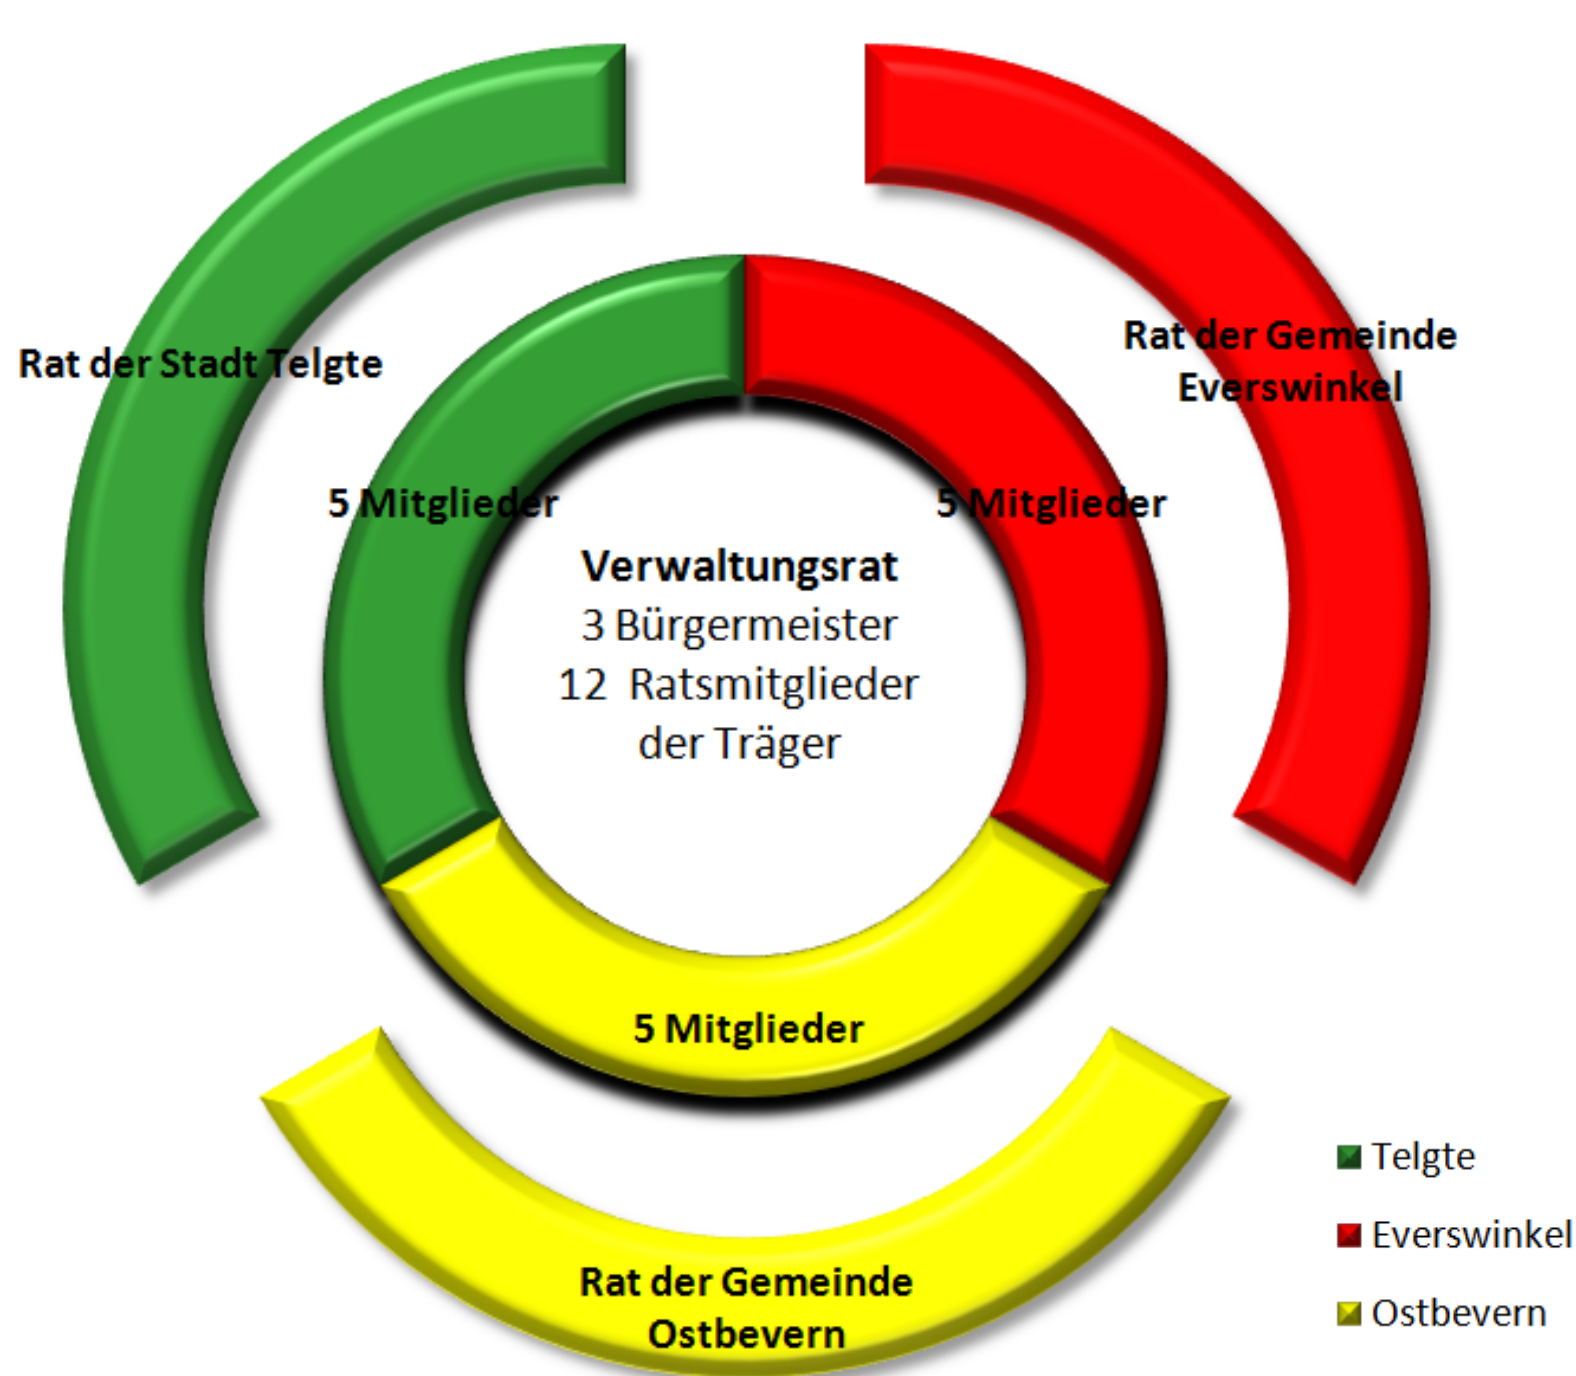 Rat der Stadt Telgte
Rat der Gemeinde
Everswinkel
5 Mitglieder
5 Mitglieder
Verwaltungsrat
3 Bürgermeister
12 Ratsmitglieder
der Träger
5 Mitglieder
Rat der Gemeinde
Ostbevern
Telgte
Everswinkel
Ostbevern